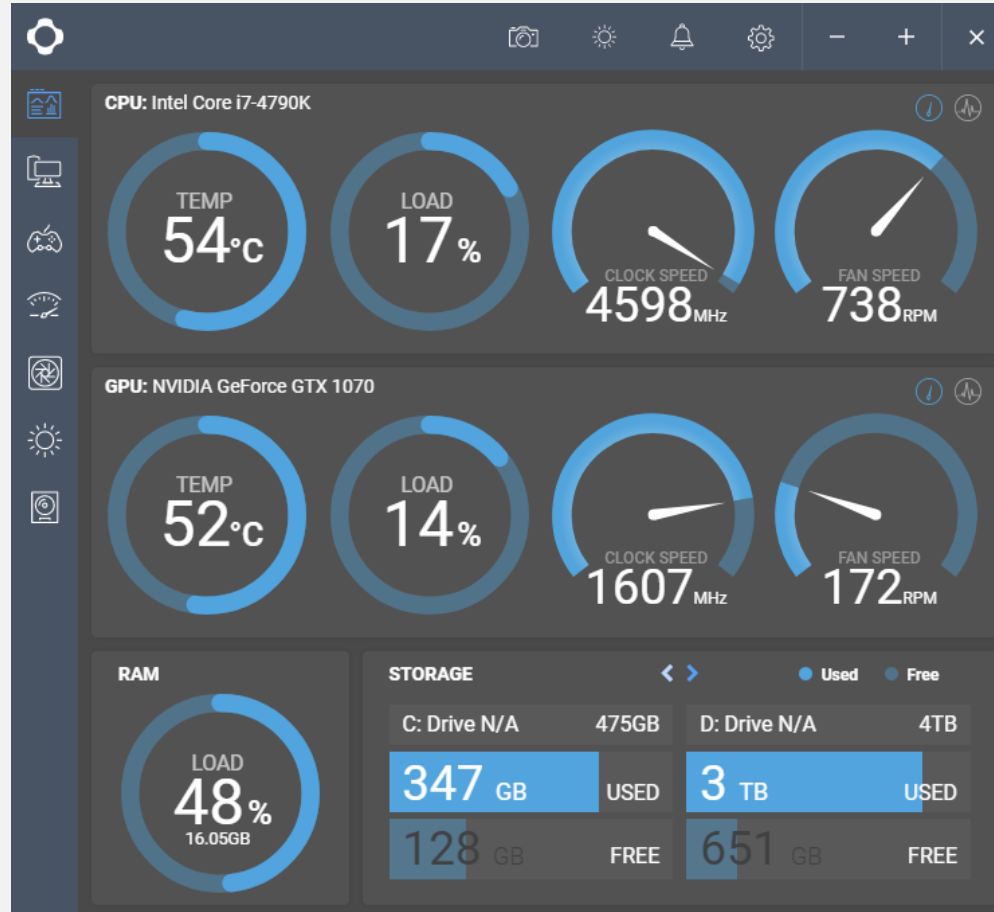 CPU: Intel Core i7-4790K
TEMP
54°C
LOAD
17%
CLOCK SPEED
4598MHz
FAN SPEED
738RPM
GPU: NVIDIA GeForce GTX 1070
TEMP
52°C
LOAD
14%
CLOCK SPEED
1607MHz
FAN SPEED
172RPM
RAM
LOAD
48%
16.05GB
STORAGE
Used
Free
C: Drive N/A 475GB
347 GB USED
128 GB FREE
D: Drive N/A 4TB
3 TB USED
651 GB FREE